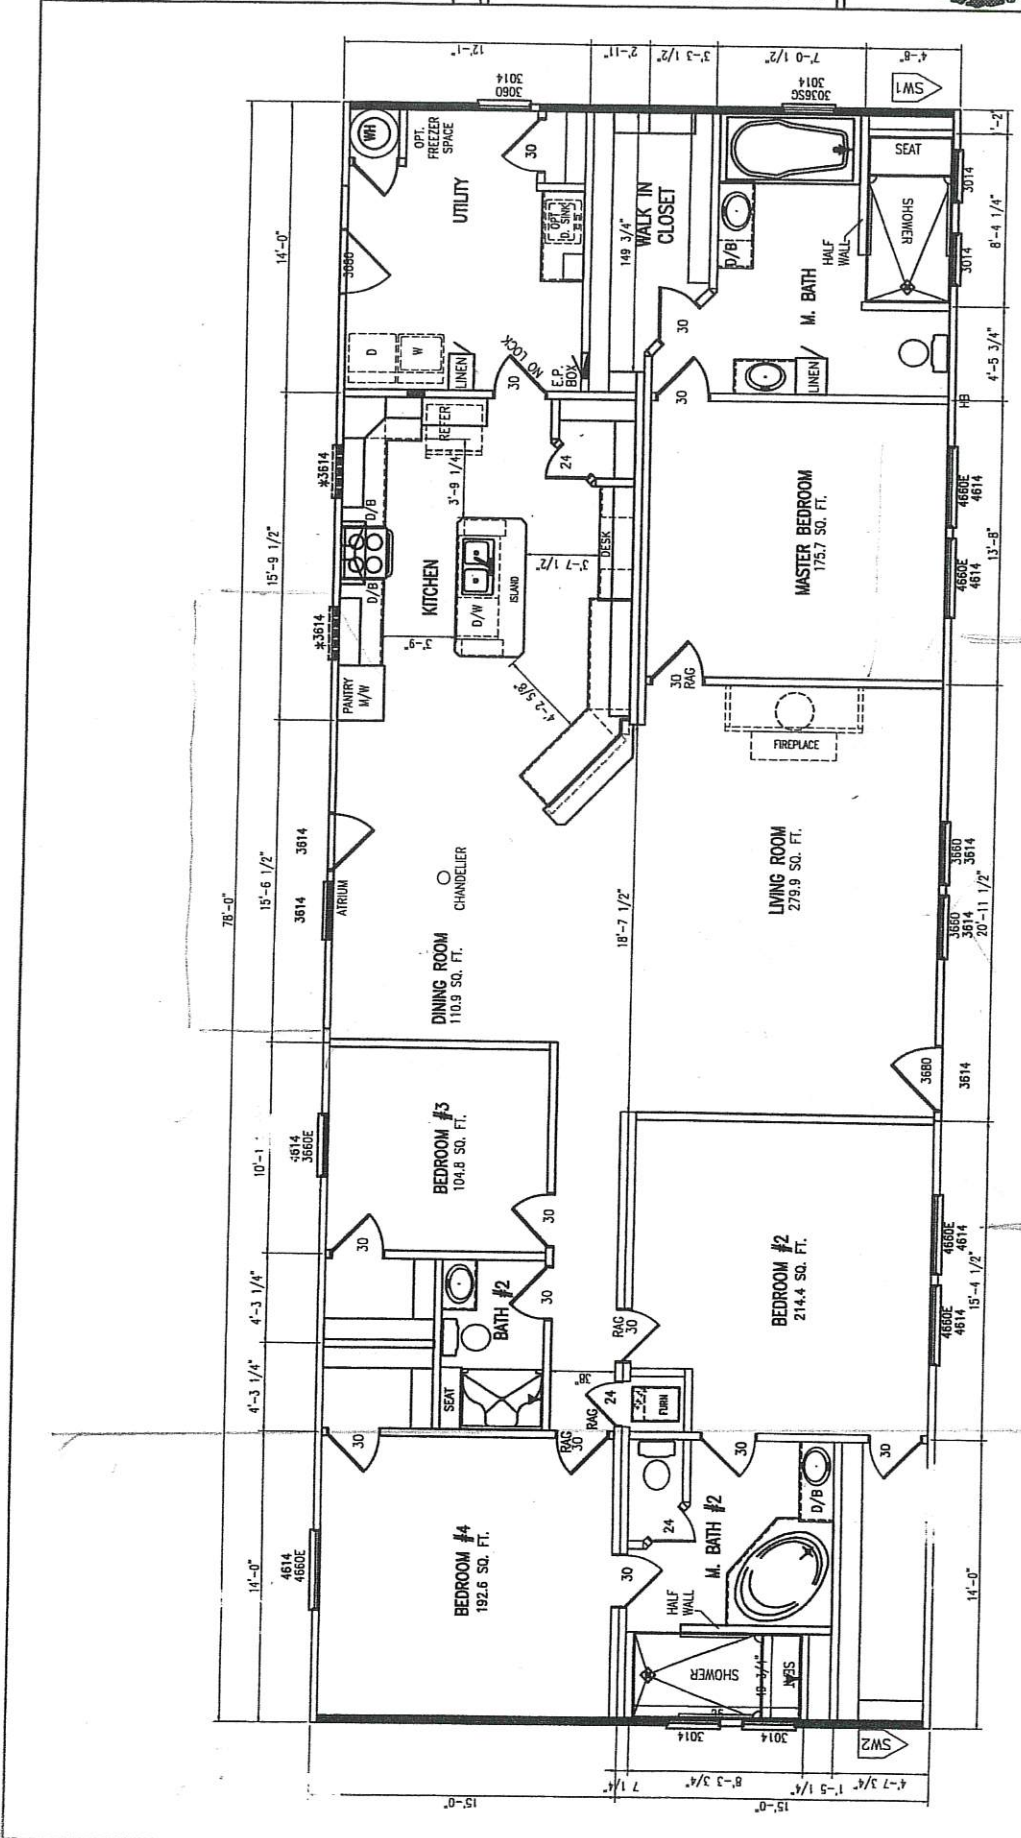 12'-1"
2'-11"
3'-3 1/2"
7'-0 1/2"
4'-8"
3014
3060
3014
3036SG
SW1
78'-0"
14'-0"
15'-9 1/2"
15'-6 1/2"
10'-1
4'-3 1/4"
4'-3 1/4"
14'-0"
WH
OPT.
FREEZER
SPACE
UTILITY
30
3080
OPT
D. SINK
D
W
LINEN
NO LOCK
30
E.P.
BOX
149 3/4"
WALK IN
CLOSET
30
D/B
HALF
WALL
SEAT
SHOWER
M. BATH
LINEN
30
3014
3014
1'-2"
8'-4 1/4"
4'-5 3/4"
HB
*3614
*3614
D/B
D/B
REFER
3'-9 1/4"
24
KITCHEN
D/W
ISLAND
3'-7 1/2"
DESK
3'-9"
4'-2 5/8"
PANTRY
M/W
MASTER BEDROOM
175.7 SQ. FT.
30
RAG
4660E
4614
4660E
4614
13'-8"
FIREPLACE
3614
3614
ATRIUM
CHANDELIER
DINING ROOM
110.9 SQ. FT.
18'-7 1/2"
LIVING ROOM
279.9 SQ. FT.
3660
3614
3660
3614
20'-11 1/2"
3680
3614
4614
3660E
BEDROOM #3
104.8 SQ. FT.
30
30
BATH #2
30
SEAT
38"
RAG
30
BEDROOM #2
214.4 SQ. FT.
4660E
4614
4660E
4614
15'-4 1/2"
24
RAG
FURN
30
RAG
30
30
30
4614
4660E
BEDROOM #4
192.6 SQ. FT.
24
30
M. BATH #2
D/B
HALF
WALL
SHOWER
SEAT
14'-0"
3014
3014
SW2
15'-0"
15'-0"
7 1/4"
8'-3 3/4"
1'-5 1/4"
4'-7 3/4"